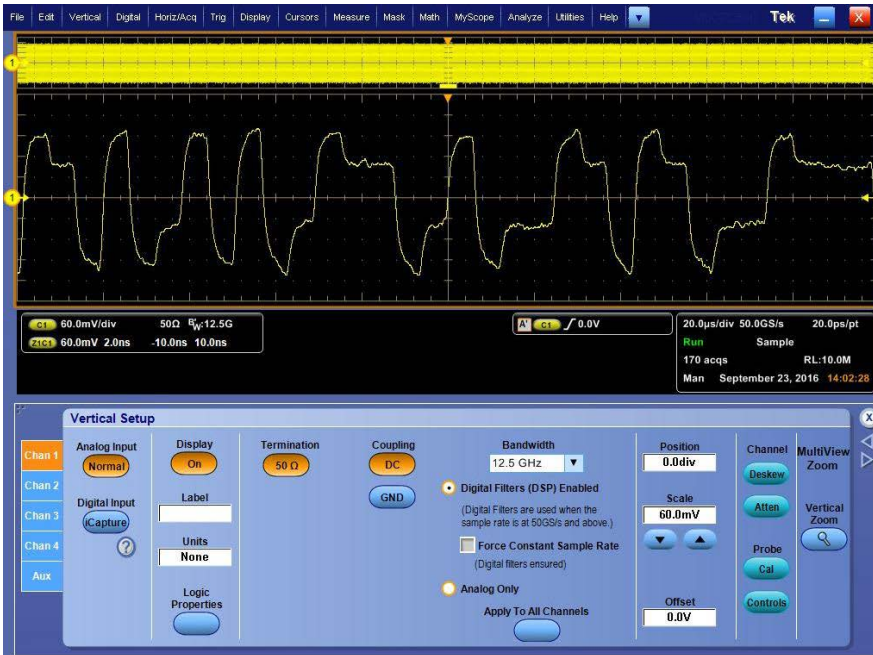 File Edit Vertical Digital Horiz/Acq Trig Display Cursors Measure Mask Math MyScope Analyze Utilities Help Tek X
1
1
C1 60.0mV/div 50Ω BW:12.5G
Z1C1 60.0mV 2.0ns -10.0ns 10.0ns
A' C1 0.0V
20.0µs/div 50.0GS/s 20.0ps/pt
Run Sample
170 acqs RL:10.0M
Man September 23, 2016 14:02:28
Vertical Setup
X
Chan 1
Chan 2
Chan 3
Chan 4
Aux
Analog Input
Normal
Digital Input
iCapture
?
Display
On
Label
Units
None
Logic
Properties
Termination
50 Ω
Coupling
DC
GND
Bandwidth
12.5 GHz
Digital Filters (DSP) Enabled
(Digital Filters are used when the
sample rate is at 50GS/s and above.)
Force Constant Sample Rate
(Digital filters ensured)
Analog Only
Apply To All Channels
Position
0.0div
Scale
60.0mV
Offset
0.0V
Channel
Deskew
Atten
Probe
Cal
Controls
MultiView
Zoom
Vertical
Zoom